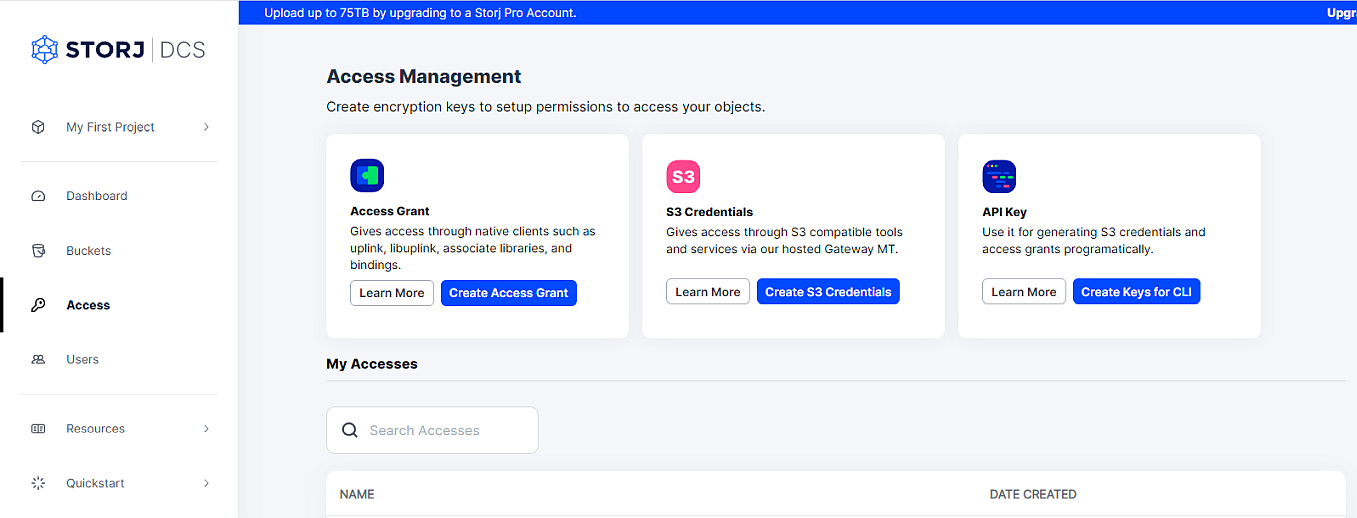 Upload up to 75TB by upgrading to a Storj Pro Account.
STORJ DCS
My First Project
Dashboard
Buckets
Access
Users
Resources
Quickstart
Access Management
Create encryption keys to setup permissions to access your objects.
Access Grant
Gives access through native clients such as
uplink, libuplink, associate libraries, and
bindings.
Learn More
Create Access Grant
S3
S3 Credentials
Gives access through S3 compatible tools
and services via our hosted Gateway MT.
Learn More
Create S3 Credentials
API Key
Use it for generating S3 credentials and
access grants programatically.
Learn More
Create Keys for CLI
My Accesses
Search Accesses
NAME
DATE CREATED